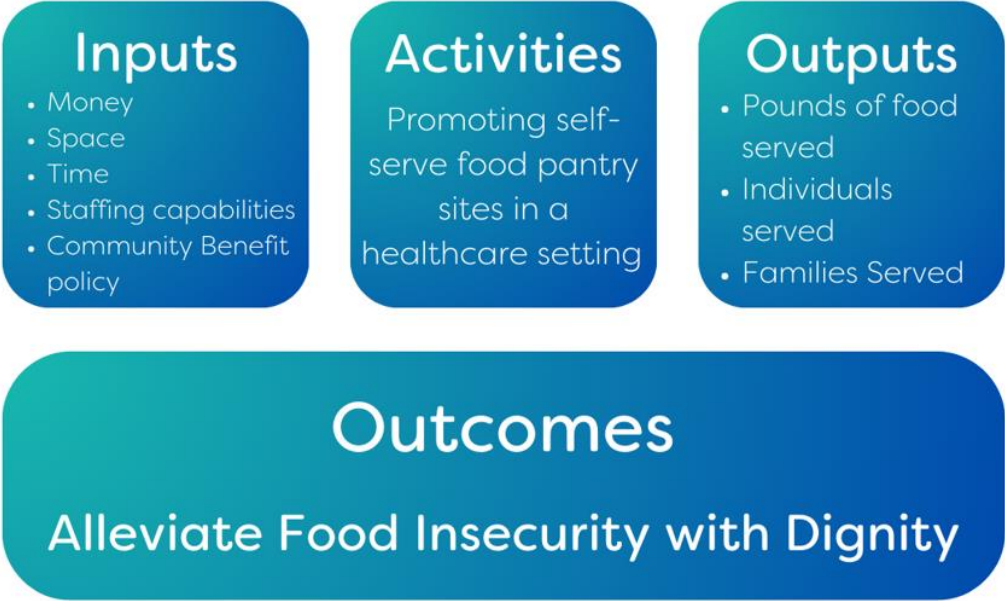 Inputs
• Money
• Space
• Time
• Staffing capabilities
• Community Benefit
policy
Activities
Promoting self-
serve food pantry
sites in a
healthcare setting
Outputs
• Pounds of food
served
• Individuals
served
• Families Served
Outcomes
Alleviate Food Insecurity with Dignity